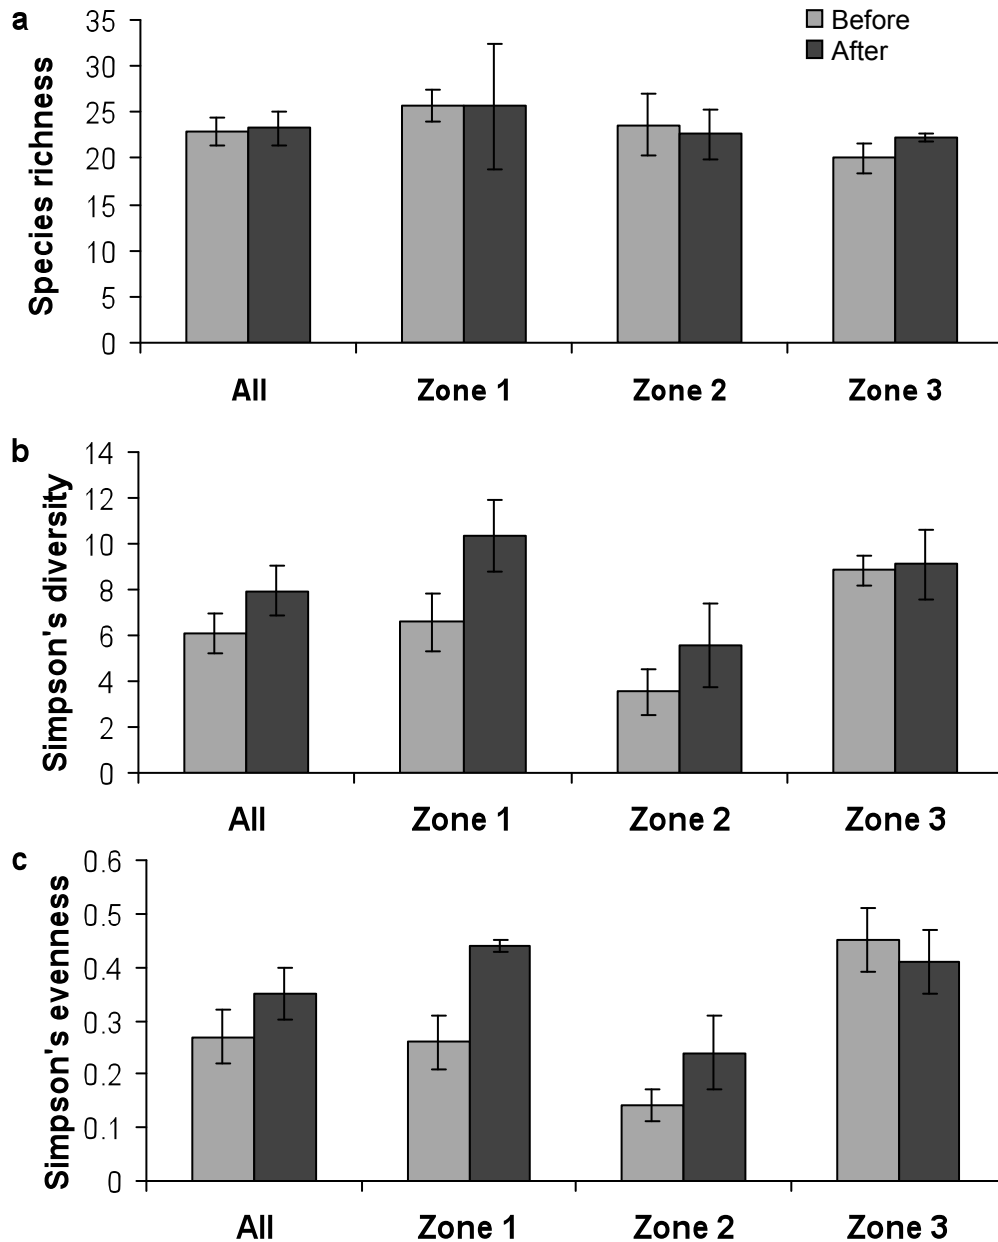 a
Before
After
Species richness
35
30
25
20
15
10
5
0
All Zone 1 Zone 2 Zone 3
b
Simpson's diversity
14
12
10
8
6
4
2
0
All Zone 1 Zone 2 Zone 3
c
Simpson's evenness
0.6
0.5
0.4
0.3
0.2
0.1
0
All Zone 1 Zone 2 Zone 3